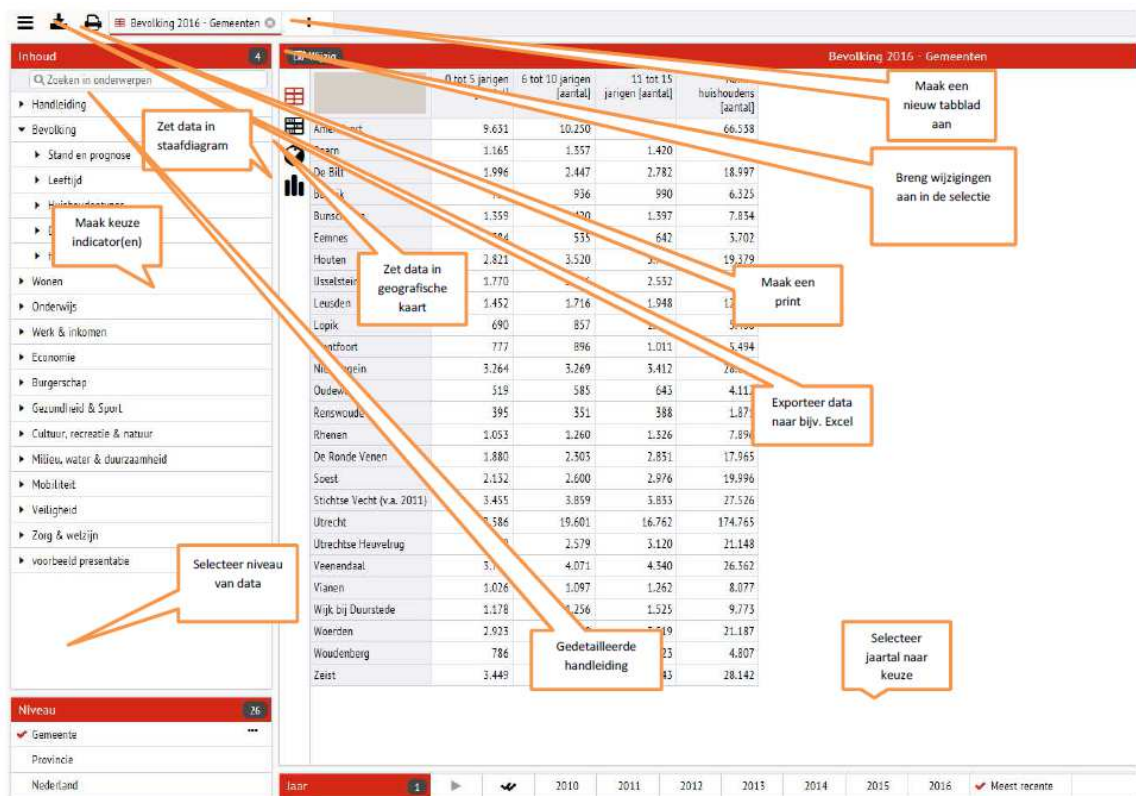 Bevolking 2016 - Gemeenten
Inhoud 4
Wijzig
Bevolking 2016 - Gemeenten
Zoeken in onderwerpen
Handleiding
Bevolking
Stand en prognose
Leeftijd
Wonen
Onderwijs
Werk & inkomen
Economie
Burgerschap
Gezondheid & Sport
Cultuur, recreatie & natuur
Milieu, water & duurzaamheid
Mobiliteit
Veiligheid
Zorg & welzijn
voorbeeld presentatie
Niveau 26
Gemeente
Provincie
Nederland
0 tot 5 jarigen
6 tot 10 jarigen
[aantal]
11 tot 15
jarigen [aantal]
huishoudens
[aantal]
9.631 10.250 66.538
1.165 1.357 1.420
De Bilt 1.996 2.447 2.782 18.997
936 990 6.325
1.359 1.397 7.834
Eemnes 535 642 3.702
Houten 2.821 3.520 19.379
1.770 2.532
Leusden 1.452 1.716 1.948
Lopik 690 857
777 896 1.011 5.494
3.264 3.269 3.412
519 585 643
Renswoude 395 351 388
Rhenen 1.053 1.260 1.326
De Ronde Venen 1.880 2.303 2.831 17.965
Soest 2.132 2.600 2.976 19.996
Stichtse Vecht (v.a. 2011) 3.455 3.859 3.833 27.526
Utrecht 19.601 16.762 174.765
Utrechtse Heuvelrug 2.579 3.120 21.148
Veenendaal 4.071 4.340 26.362
Vianen 1.026 1.097 1.262 8.077
Wijk bij Duurstede 1.178 1.525 9.773
Woerden 2.923 21.187
Woudenberg 786 4.807
Zeist 3.449 28.142
Zet data in
staafdiagram
Maak keuze
indicator(en)
Zet data in
geografische
kaart
Maak een
nieuw tabblad
aan
Breng wijzigingen
aan in de selectie
Maak een
print
Exporteer data
naar bijv. Excel
Selecteer niveau
van data
Gedetailleerde
handleiding
Selecteer
jaartal naar
keuze
Jaar 1 2010 2011 2012 2013 2014 2015 2016 Meest recente